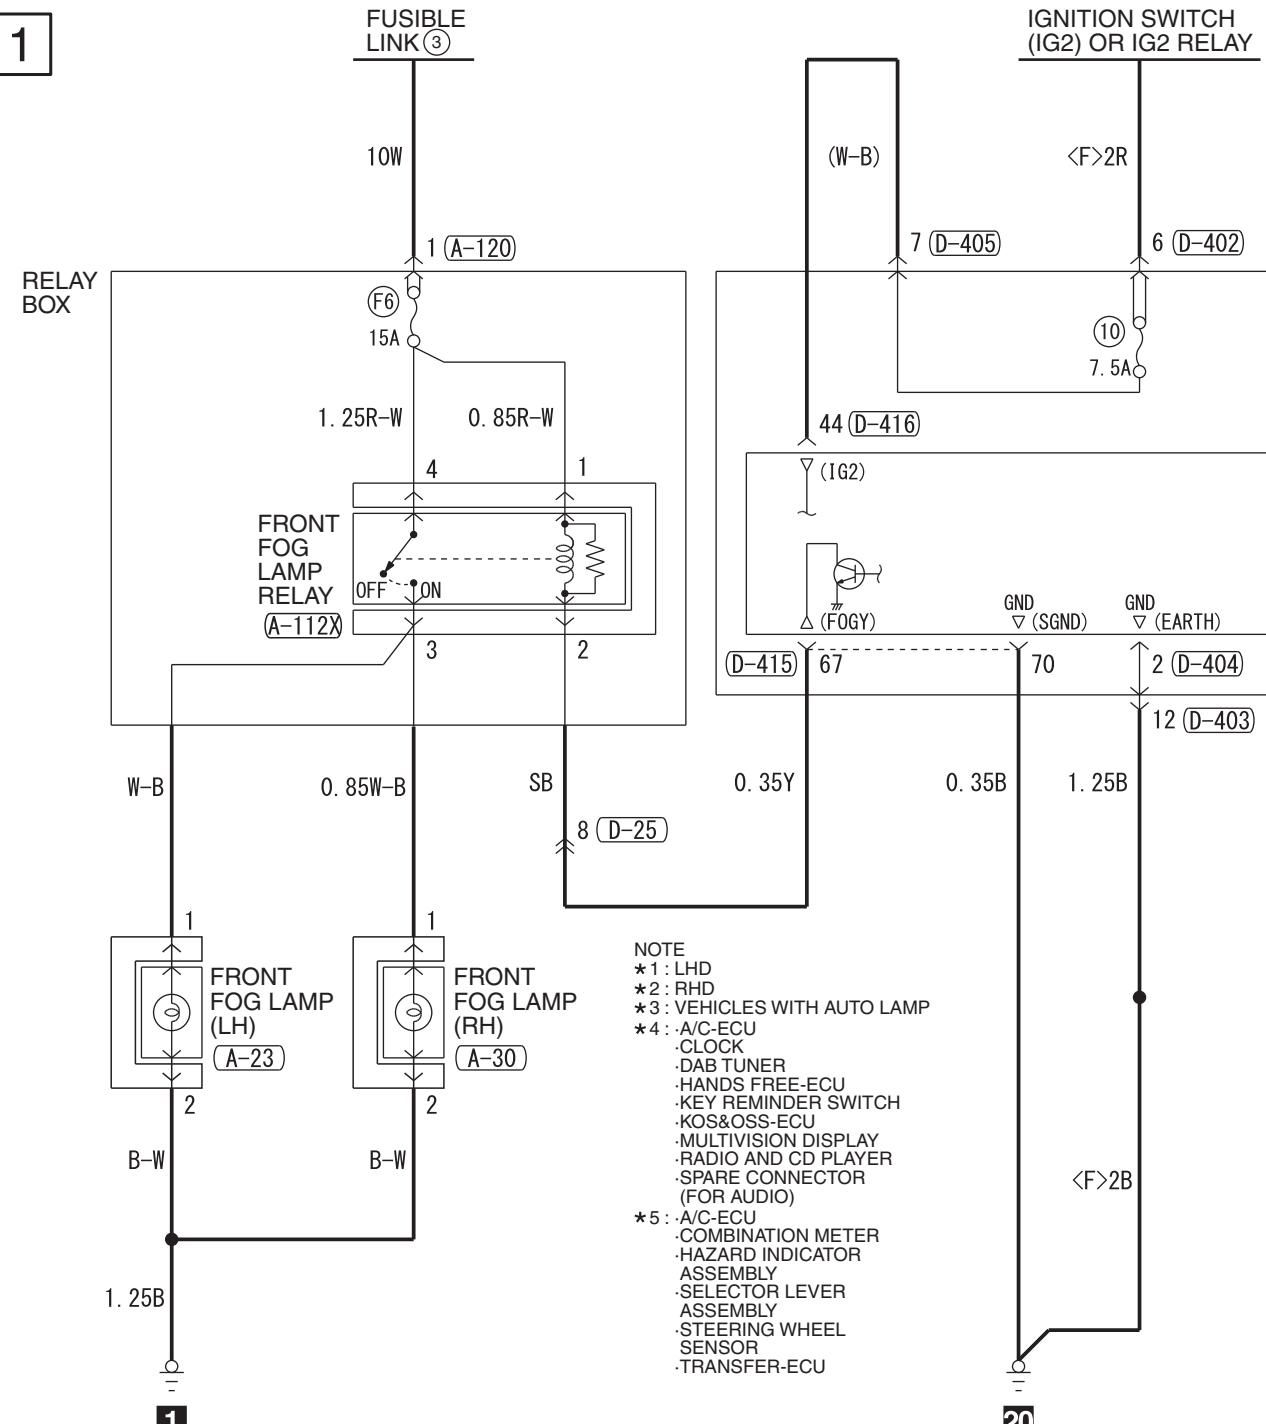 1
FUSIBLE
LINK 3
IGNITION SWITCH
(IG2) OR IG2 RELAY
10W
(W-B)
<F>2R
1 A-120
7 D-405
6 D-402
RELAY
BOX
F6
15A
10
7.5A
1.25R-W
0.85R-W
44 D-416
4
1
(IG2)
FRONT
FOG
LAMP
RELAY
A-112X
OFF
ON
(FOGY)
GND
(SGND)
GND
(EARTH)
3
2
D-415 67
70
2 D-404
12 D-403
W-B
0.85W-B
SB
0.35Y
0.35B
1.25B
8 D-25
1
1
FRONT
FOG LAMP
(LH)
A-23
FRONT
FOG LAMP
(RH)
A-30
2
2
B-W
B-W
<F>2B
1.25B
NOTE
*1 : LHD
*2 : RHD
*3 : VEHICLES WITH AUTO LAMP
*4 : ·A/C-ECU
·CLOCK
·DAB TUNER
·HANDS FREE-ECU
·KEY REMINDER SWITCH
·KOS&OSS-ECU
·MULTIVISION DISPLAY
·RADIO AND CD PLAYER
·SPARE CONNECTOR
(FOR AUDIO)
*5 : ·A/C-ECU
·COMBINATION METER
·HAZARD INDICATOR
ASSEMBLY
·SELECTOR LEVER
ASSEMBLY
·STEERING WHEEL
SENSOR
·TRANSFER-ECU
1
20